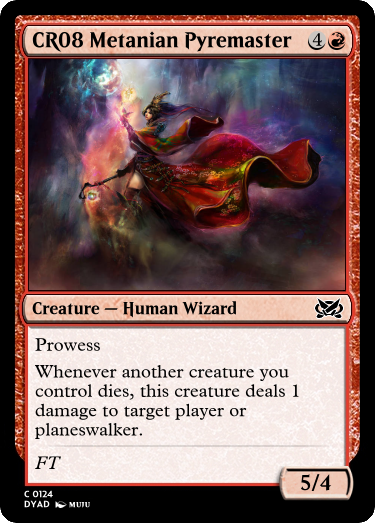 CR08 Metanian Pyremaster 4
Creature — Human Wizard
Prowess
Whenever another creature you
control dies, this creature deals 1
damage to target player or
planeswalker.
FT
5/4
C 0124
DYAD MUJU